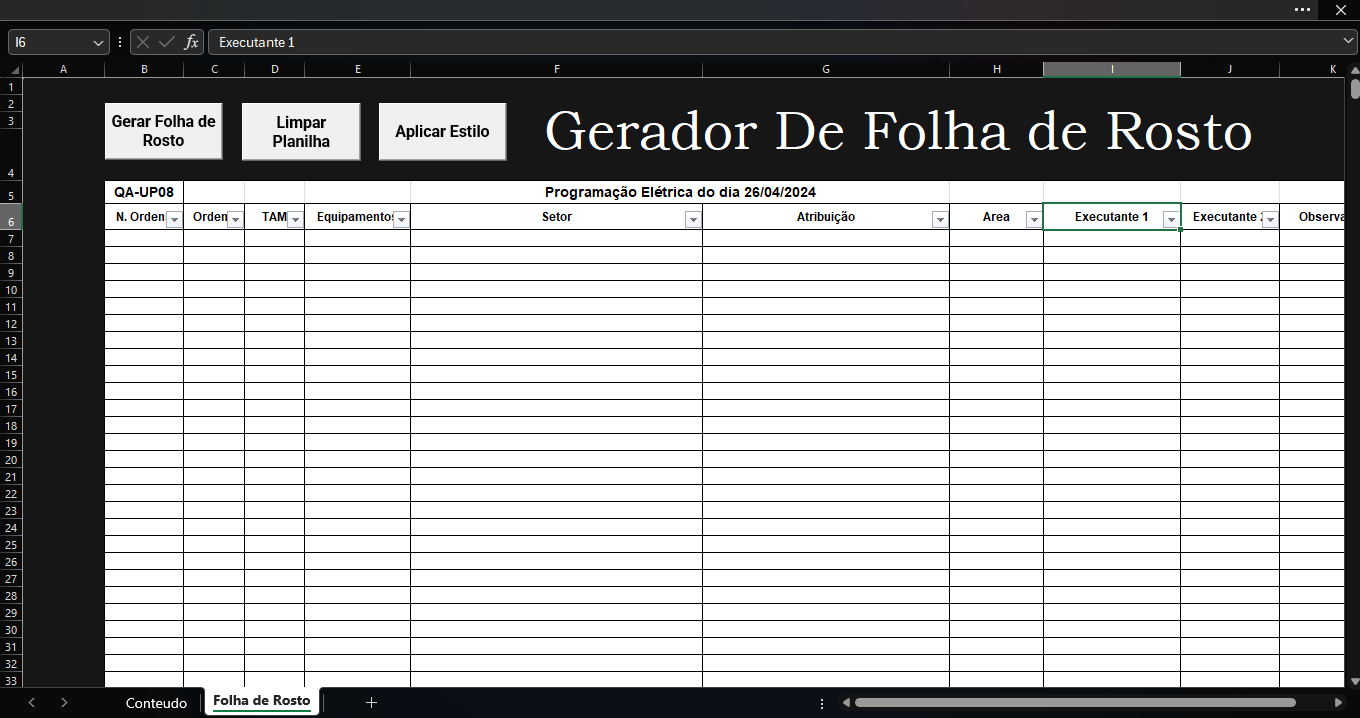 I6
fx
Executante 1
A B C D E F G H I J K
1
2
3
Gerar Folha de
Rosto
Limpar
Planilha
Aplicar Estilo
Gerador De Folha de Rosto
4
5 QA-UP08 Programação Elétrica do dia 26/04/2024
6 N. Orden Orden TAM Equipamentos Setor Atribuição Area Executante 1 Executante 2 Observa
7
8
9
10
11
12
13
14
15
16
17
18
19
20
21
22
23
24
25
26
27
28
29
30
31
32
33
Conteudo Folha de Rosto